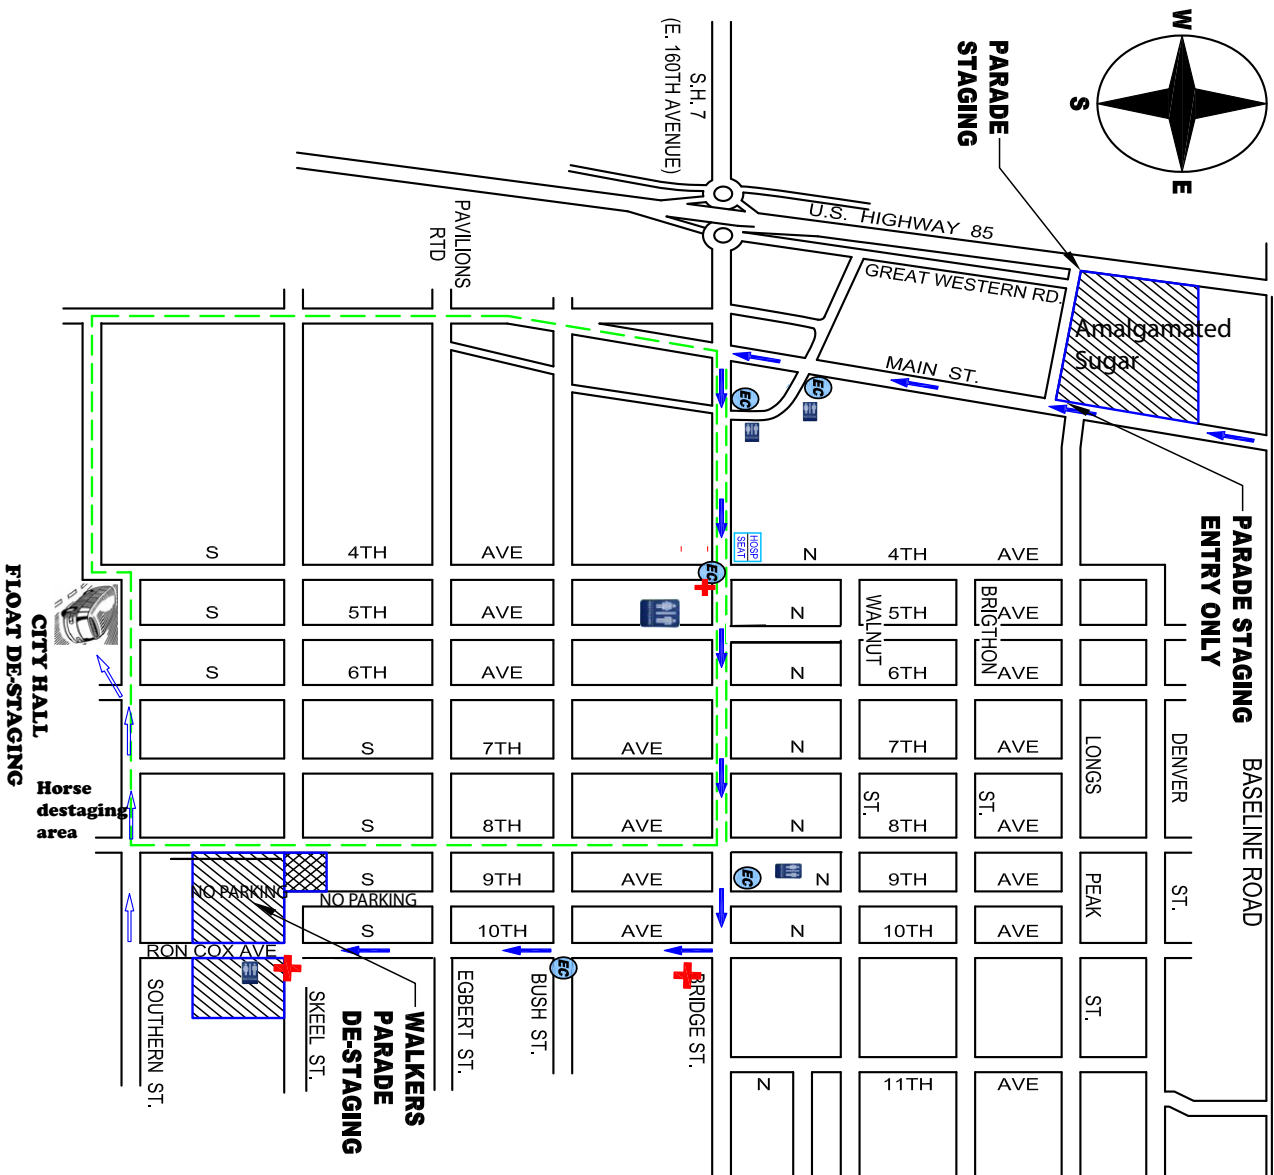 W
E
S
PARADE
STAGING
S.H. 7
(E. 160TH AVENUE)
U.S. HIGHWAY 85
GREAT WESTERN RD.
PAVILIONS
RTD
Amalgamated
Sugar
MAIN ST.
PARADE STAGING
ENTRY ONLY
EC
EC
HOSP
SEAT
EC
S 4TH AVE N 4TH AVE
S 5TH AVE N 5TH AVE
S 6TH AVE N 6TH AVE
S 7TH AVE N 7TH AVE
S 8TH AVE N 8TH AVE
S 9TH AVE N 9TH AVE
S 10TH AVE N 10TH AVE
N 11TH AVE
WALNUT ST.
BRIGTHON ST.
LONGS PEAK ST.
DENVER ST.
BASELINE ROAD
CITY HALL
FLOAT DE-STAGING
Horse
destaging
area
NO PARKING
NO PARKING
EC
RON COX AVE
EC
SOUTHERN ST.
SKEEL ST.
EGBERT ST.
BUSH ST.
BRIDGE ST.
WALKERS
PARADE
DE-STAGING